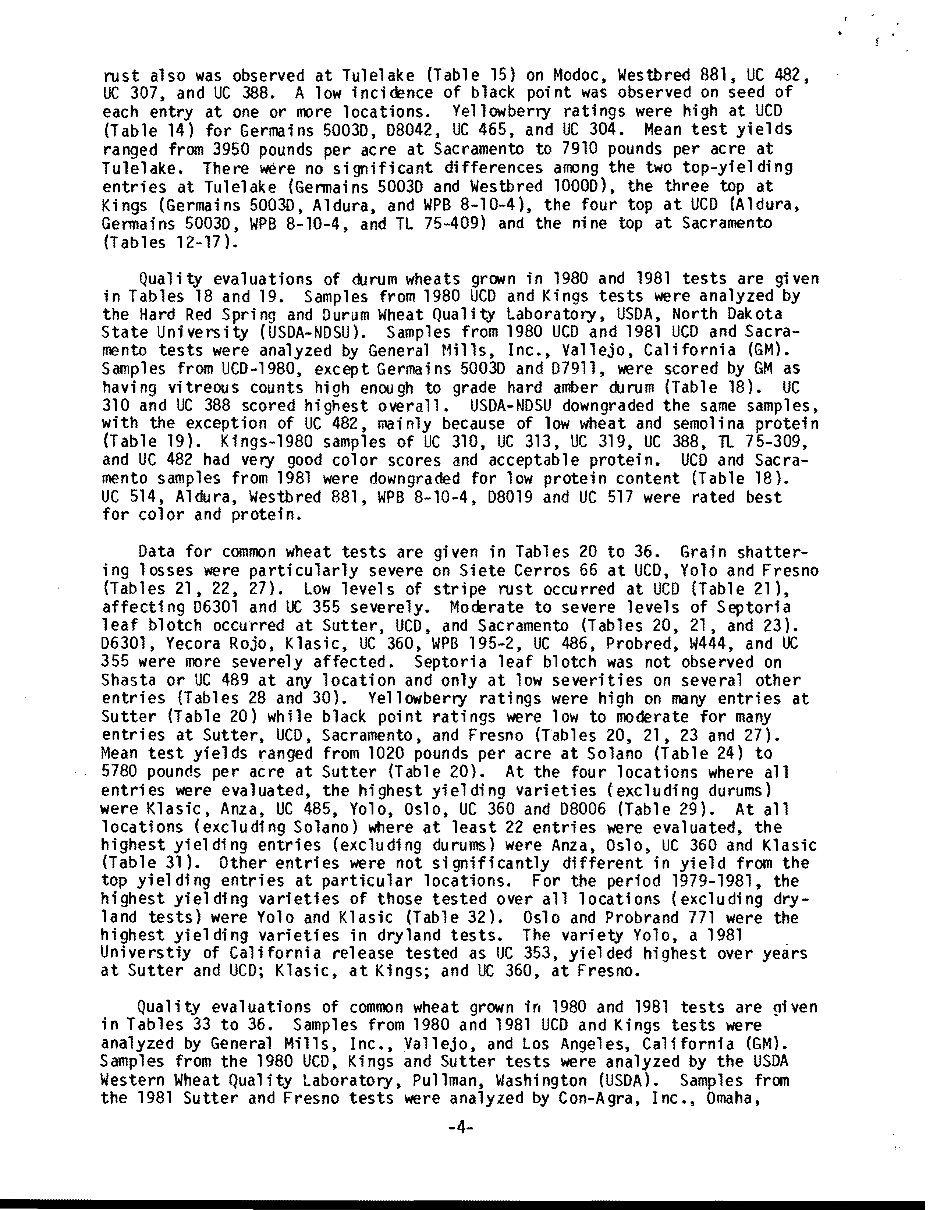 rust also was observed at Tulelake (Table 15) on Modoc, Westbred 881, UC 482,
UC 307, and UC 388. A low incidence of black point was observed on seed of
each entry at one or more locations. Yellowberry ratings were high at UCD
(Table 14) for Germains 5003D, D8042, UC 465, and UC 304. Mean test yields
ranged from 3950 pounds per acre at Sacramento to 7910 pounds per acre at
Tulelake. There were no significant differences among the two top-yielding
entries at Tulelake (Germains 5003D and Westbred 1000D), the three top at
Kings (Germains 5003D, Aldura, and WPB 8-10-4), the four top at UCD (Aldura,
Germains 5003D, WPB 8-10-4, and TL 75-409) and the nine top at Sacramento
(Tables 12-17).
Quality evaluations of durum wheats grown in 1980 and 1981 tests are given
in Tables 18 and 19. Samples from 1980 UCD and Kings tests were analyzed by
the Hard Red Spring and Durum Wheat Quality Laboratory, USDA, North Dakota
State University (USDA-NDSU). Samples from 1980 UCD and 1981 UCD and Sacra-
mento tests were analyzed by General Mills, Inc., Vallejo, California (GM).
Samples from UCD-1980, except Germains 5003D and D7911, were scored by GM as
having vitreous counts high enough to grade hard amber durum (Table 18). UC
310 and UC 388 scored highest overall. USDA-NDSU downgraded the same samples,
with the exception of UC 482, mainly because of low wheat and semolina protein
(Table 19). Kings-1980 samples of UC 310, UC 313, UC 319, UC 388, TL 75-309,
and UC 482 had very good color scores and acceptable protein. UCD and Sacra-
mento samples from 1981 were downgraded for low protein content (Table 18).
UC 514, Aldura, Westbred 881, WPB 8-10-4, D8019 and UC 517 were rated best
for color and protein.
Data for common wheat tests are given in Tables 20 to 36. Grain shatter-
ing losses were particularly severe on Siete Cerros 66 at UCD, Yolo and Fresno
(Tables 21, 22, 27). Low levels of stripe rust occurred at UCD (Table 21),
affecting D6301 and UC 355 severely. Moderate to severe levels of Septoria
leaf blotch occurred at Sutter, UCD, and Sacramento (Tables 20, 21, and 23).
D6301, Yecora Rojo, Klasic, UC 360, WPB 195-2, UC 486, Probred, W444, and UC
355 were more severely affected. Septoria leaf blotch was not observed on
Shasta or UC 489 at any location and only at low severities on several other
entries (Tables 28 and 30). Yellowberry ratings were high on many entries at
Sutter (Table 20) while black point ratings were low to moderate for many
entries at Sutter, UCD, Sacramento, and Fresno (Tables 20, 21, 23 and 27).
Mean test yields ranged from 1020 pounds per acre at Solano (Table 24) to
5780 pounds per acre at Sutter (Table 20). At the four locations where all
entries were evaluated, the highest yielding varieties (excluding durums)
were Klasic, Anza, UC 485, Yolo, Oslo, UC 360 and D8006 (Table 29). At all
locations (excluding Solano) where at least 22 entries were evaluated, the
highest yielding entries (excluding durums) were Anza, Oslo, UC 360 and Klasic
(Table 31). Other entries were not significantly different in yield from the
top yielding entries at particular locations. For the period 1979-1981, the
highest yielding varieties of those tested over all locations (excluding dry-
land tests) were Yolo and Klasic (Table 32). Oslo and Probrand 771 were the
highest yielding varieties in dryland tests. The variety Yolo, a 1981
Universtiy of California release tested as UC 353, yielded highest over years
at Sutter and UCD; Klasic, at Kings; and UC 360, at Fresno.
Quality evaluations of common wheat grown in 1980 and 1981 tests are given
in Tables 33 to 36. Samples from 1980 and 1981 UCD and Kings tests were
analyzed by General Mills, Inc., Vallejo, and Los Angeles, California (GM).
Samples from the 1980 UCD, Kings and Sutter tests were analyzed by the USDA
Western Wheat Quality Laboratory, Pullman, Washington (USDA). Samples from
the 1981 Sutter and Fresno tests were analyzed by Con-Agra, Inc., Omaha,
-4-